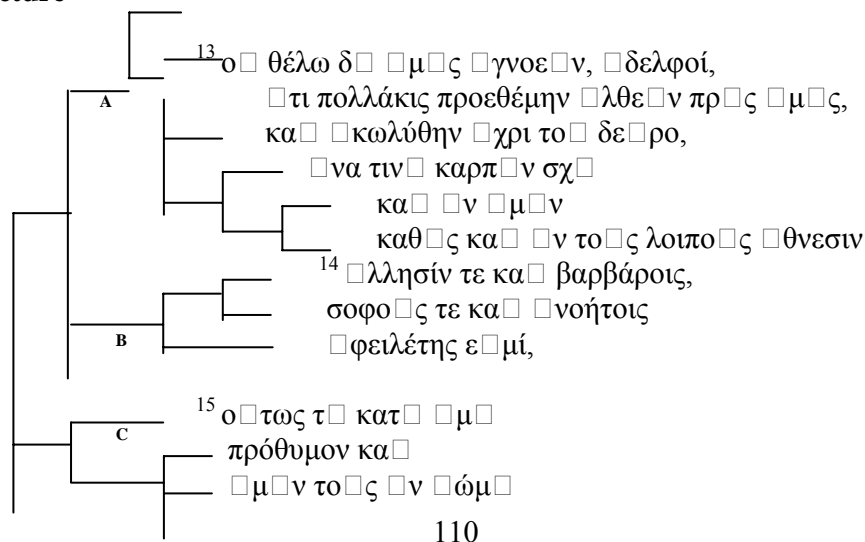 13 ο□ θέλω δ□ □μ□ς □γνοε□ν, □δελφοί,
A □τι πολλάκις προεθέμην □λθε□ν πρ□ς □μ□ς,
κα□ □κωλύθην □χρι το□ δε□ρο,
□να τιν□ καρπ□ν σχ□
κα□ □ν □μ□ν
καθ□ς κα□ □ν το□ς λοιπο□ς □θνεσιν
14 □λλησίν τε κα□ βαρβάροις,
σοφο□ς τε κα□ □νοήτοις
B □φειλέτης ε□μί,
15 ο□τως τ□ κατ□ □μ□
C πρόθυμον κα□
□μ□ν το□ς □ν □ώμ□
110